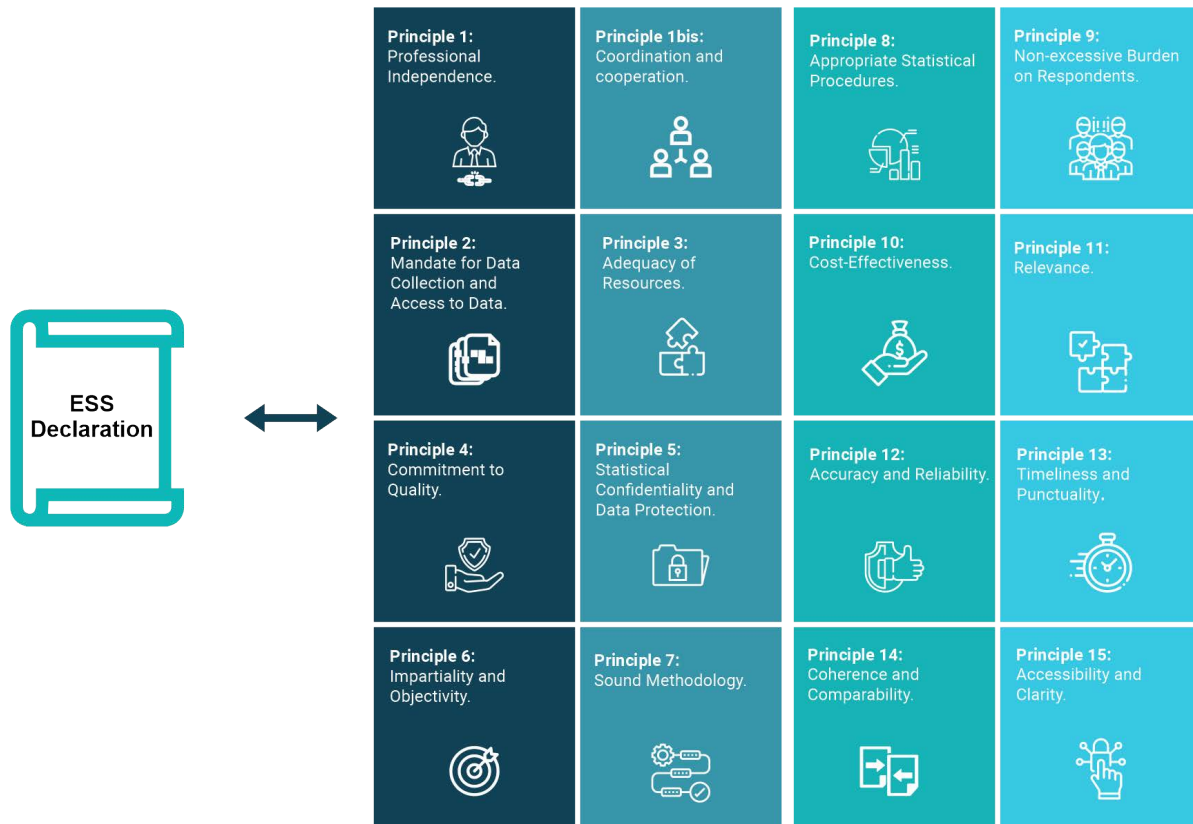 ESS
Declaration
Principle 1:
Professional
Independence.
Principle 1bis:
Coordination and
cooperation.
Principle 8:
Appropriate Statistical
Procedures.
Principle 9:
Non-excessive Burden
on Respondents.
Principle 2:
Mandate for Data
Collection and
Access to Data.
Principle 3:
Adequacy of
Resources.
Principle 10:
Cost-Effectiveness.
Principle 11:
Relevance.
Principle 4:
Commitment to
Quality.
Principle 5:
Statistical
Confidentiality and
Data Protection.
Principle 12:
Accuracy and Reliability.
Principle 13:
Timeliness and
Punctuality.
Principle 6:
Impartiality and
Objectivity.
Principle 7:
Sound Methodology.
Principle 14:
Coherence and
Comparability.
Principle 15:
Accessibility and
Clarity.